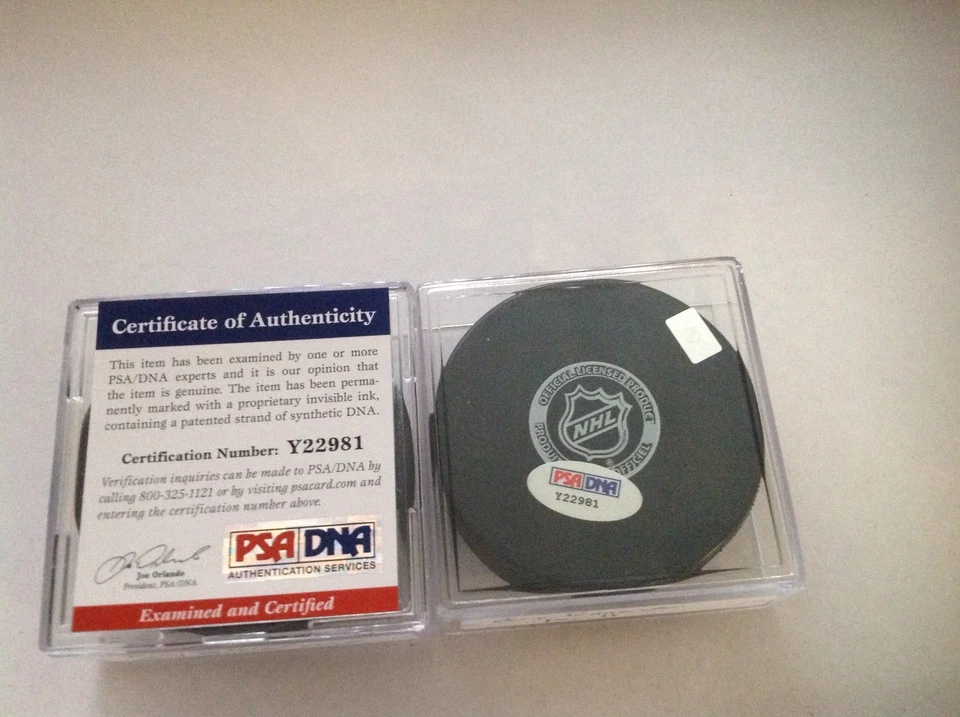 Certificate of Authenticity
This item has been examined by one or more
PSA/DNA experts and it is our opinion that
the item is genuine. The item has been perma-
nently marked with a proprietary invisible ink,
containing a patented strand of synthetic DNA.
Certification Number: Y22981
Verification inquiries can be made to PSA/DNA by
calling 800-325-1121 or by visiting psacard.com and
entering the certification number above.
Joe Orlando
President, PSA/DNA
PSA DNA
AUTHENTICATION SERVICES
Examined and Certified
OFFICIAL LICENSED PRODUCT
NHL
OFFICIEL
PSA DNA
Y22981